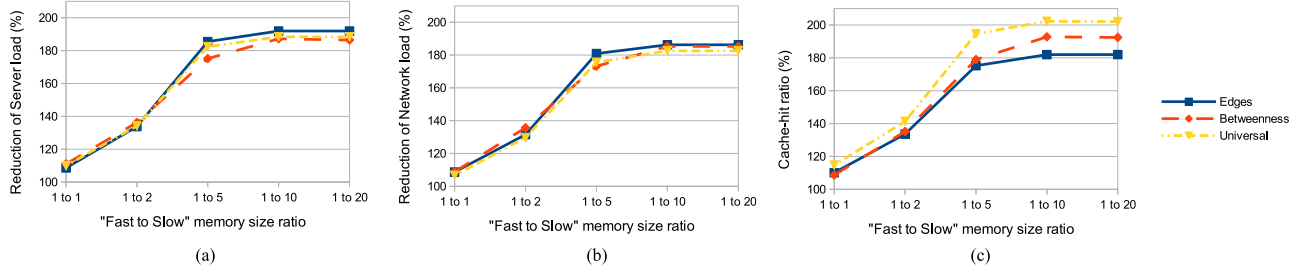 Reduction of Server load (%)
200
180
160
140
120
100
1 to 1
1 to 2
1 to 5
1 to 10
1 to 20
"Fast to Slow" memory size ratio
(a)
Reduction of Network load (%)
200
180
160
140
120
100
1 to 1
1 to 2
1 to 5
1 to 10
1 to 20
"Fast to Slow" memory size ratio
(b)
Cache-hit ratio (%)
200
180
160
140
120
100
1 to 1
1 to 2
1 to 5
1 to 10
1 to 20
"Fast to Slow" memory size ratio
(c)
Edges
Betweenness
Universal